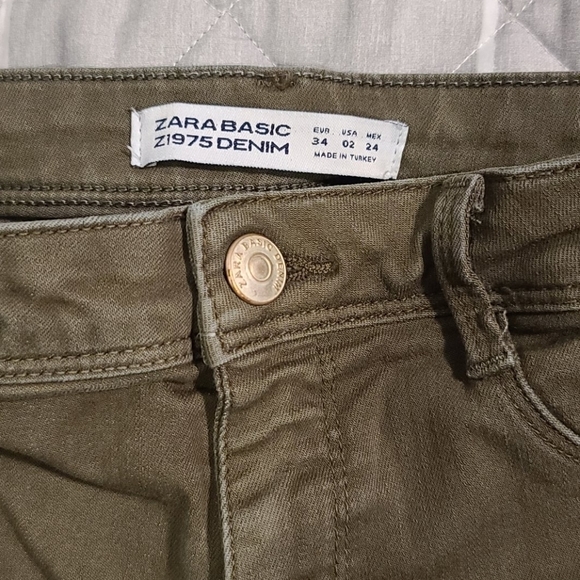 ZARA BASIC
Z1975 DENIM
EUR USA MEX
34 02 24
MADE IN TURKEY
ZARA BASIC DENIM